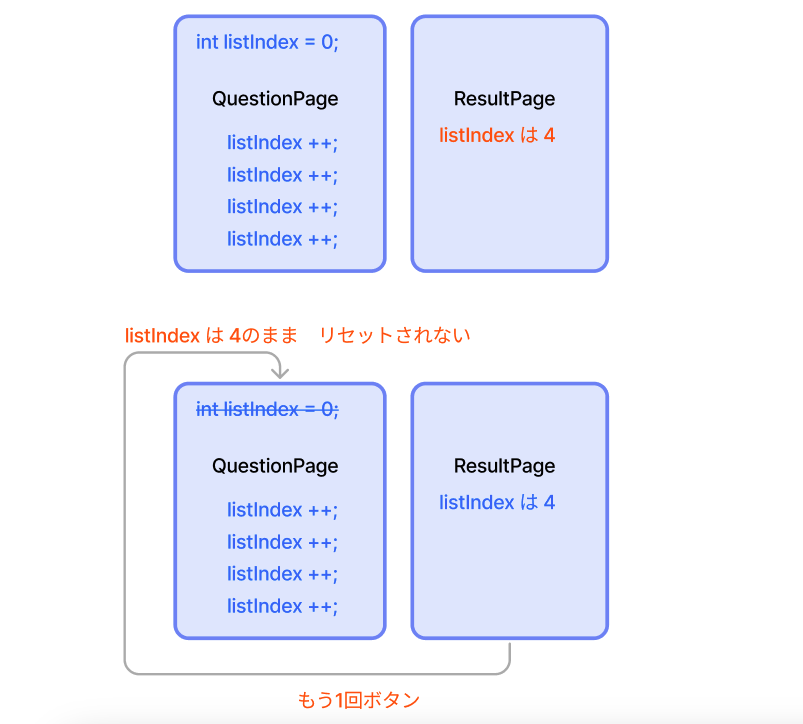 int listIndex = 0;
QuestionPage
listIndex ++;
listIndex ++;
listIndex ++;
listIndex ++;
ResultPage
listIndex は 4
listIndex は 4のまま　リセットされない
int listIndex = 0;
QuestionPage
listIndex ++;
listIndex ++;
listIndex ++;
listIndex ++;
ResultPage
listIndex は 4
もう1回ボタン